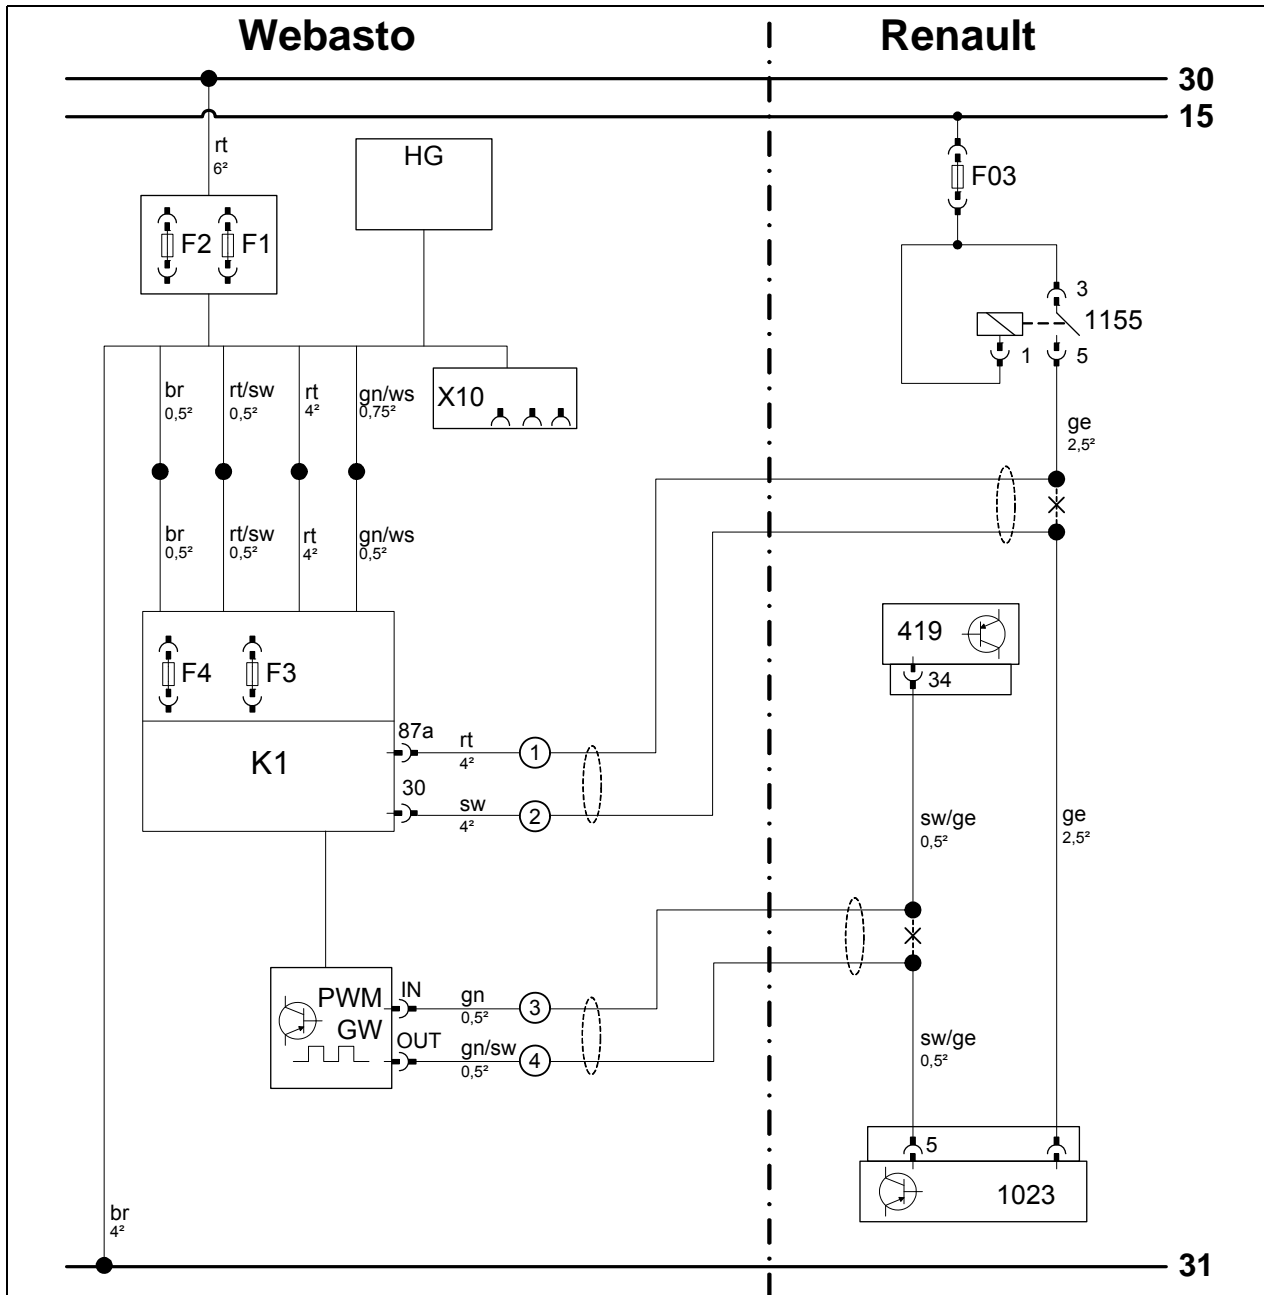 Webasto
Renault
30
15
rt
6²
HG
F03
F2
F1
3
1155
1
5
br
0,5²
rt/sw
0,5²
rt
4²
gn/ws
0,75²
X10
ge
2,5²
br
0,5²
rt/sw
0,5²
rt
4²
gn/ws
0,5²
419
34
F4
F3
87a
rt
4²
1
K1
30
sw
4²
2
sw/ge
0,5²
ge
2,5²
PWM
GW
IN
gn
0,5²
3
OUT
gn/sw
0,5²
4
sw/ge
0,5²
5
1023
br
4²
31